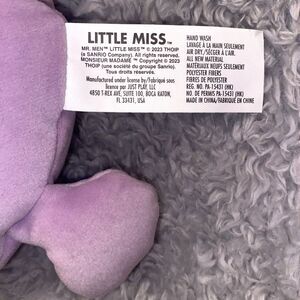 LITTLE MISS™
MR. MEN™ LITTLE MISS™ © 2023 THOIP
(a SANRIO Company). All rights reserved.
MONSIEUR MADAME™ Copyright © 2023
THOIP (une société du groupe Sanrio).
Tous droits réservés.
Manufactured under license by/Fabriqué sous
licence par JUST PLAY, LLC
4850 T-REX AVE, SUITE 100, BOCA RATON,
FL 33431, USA
HAND WASH
LAVAGE À LA MAIN SEULEMENT
AIR DRY./SÉCHER À L'AIR.
ALL NEW MATERIAL
MATÉRIAUX NEUFS SEULEMENT
POLYESTER FIBERS
FIBRES DE POLYESTER
REG. NO. PA-15431 (HK)
NO. DE PERMIS PA-15431 (HK)
MADE IN CHINA/FABRIQUÉ EN CHINE